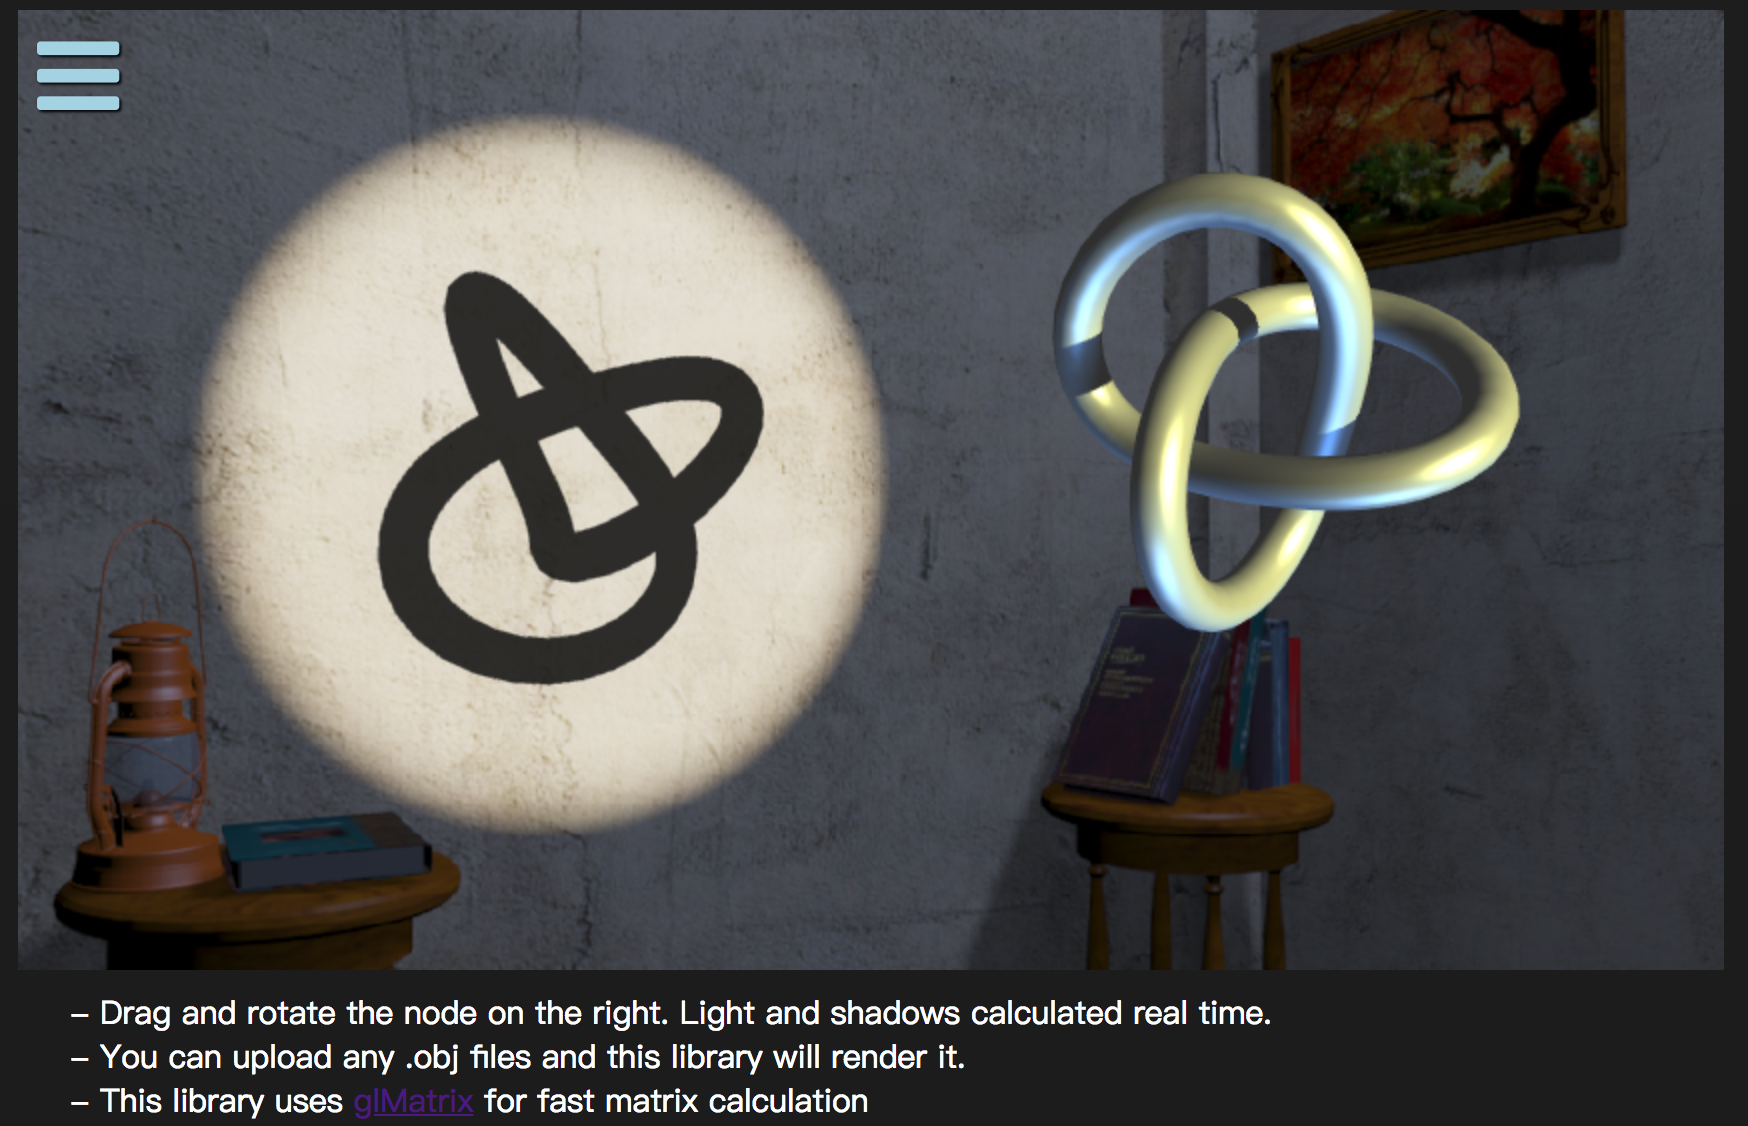 – Drag and rotate the node on the right. Light and shadows calculated real time.
– You can upload any .obj files and this library will render it.
– This library uses glMatrix for fast matrix calculation